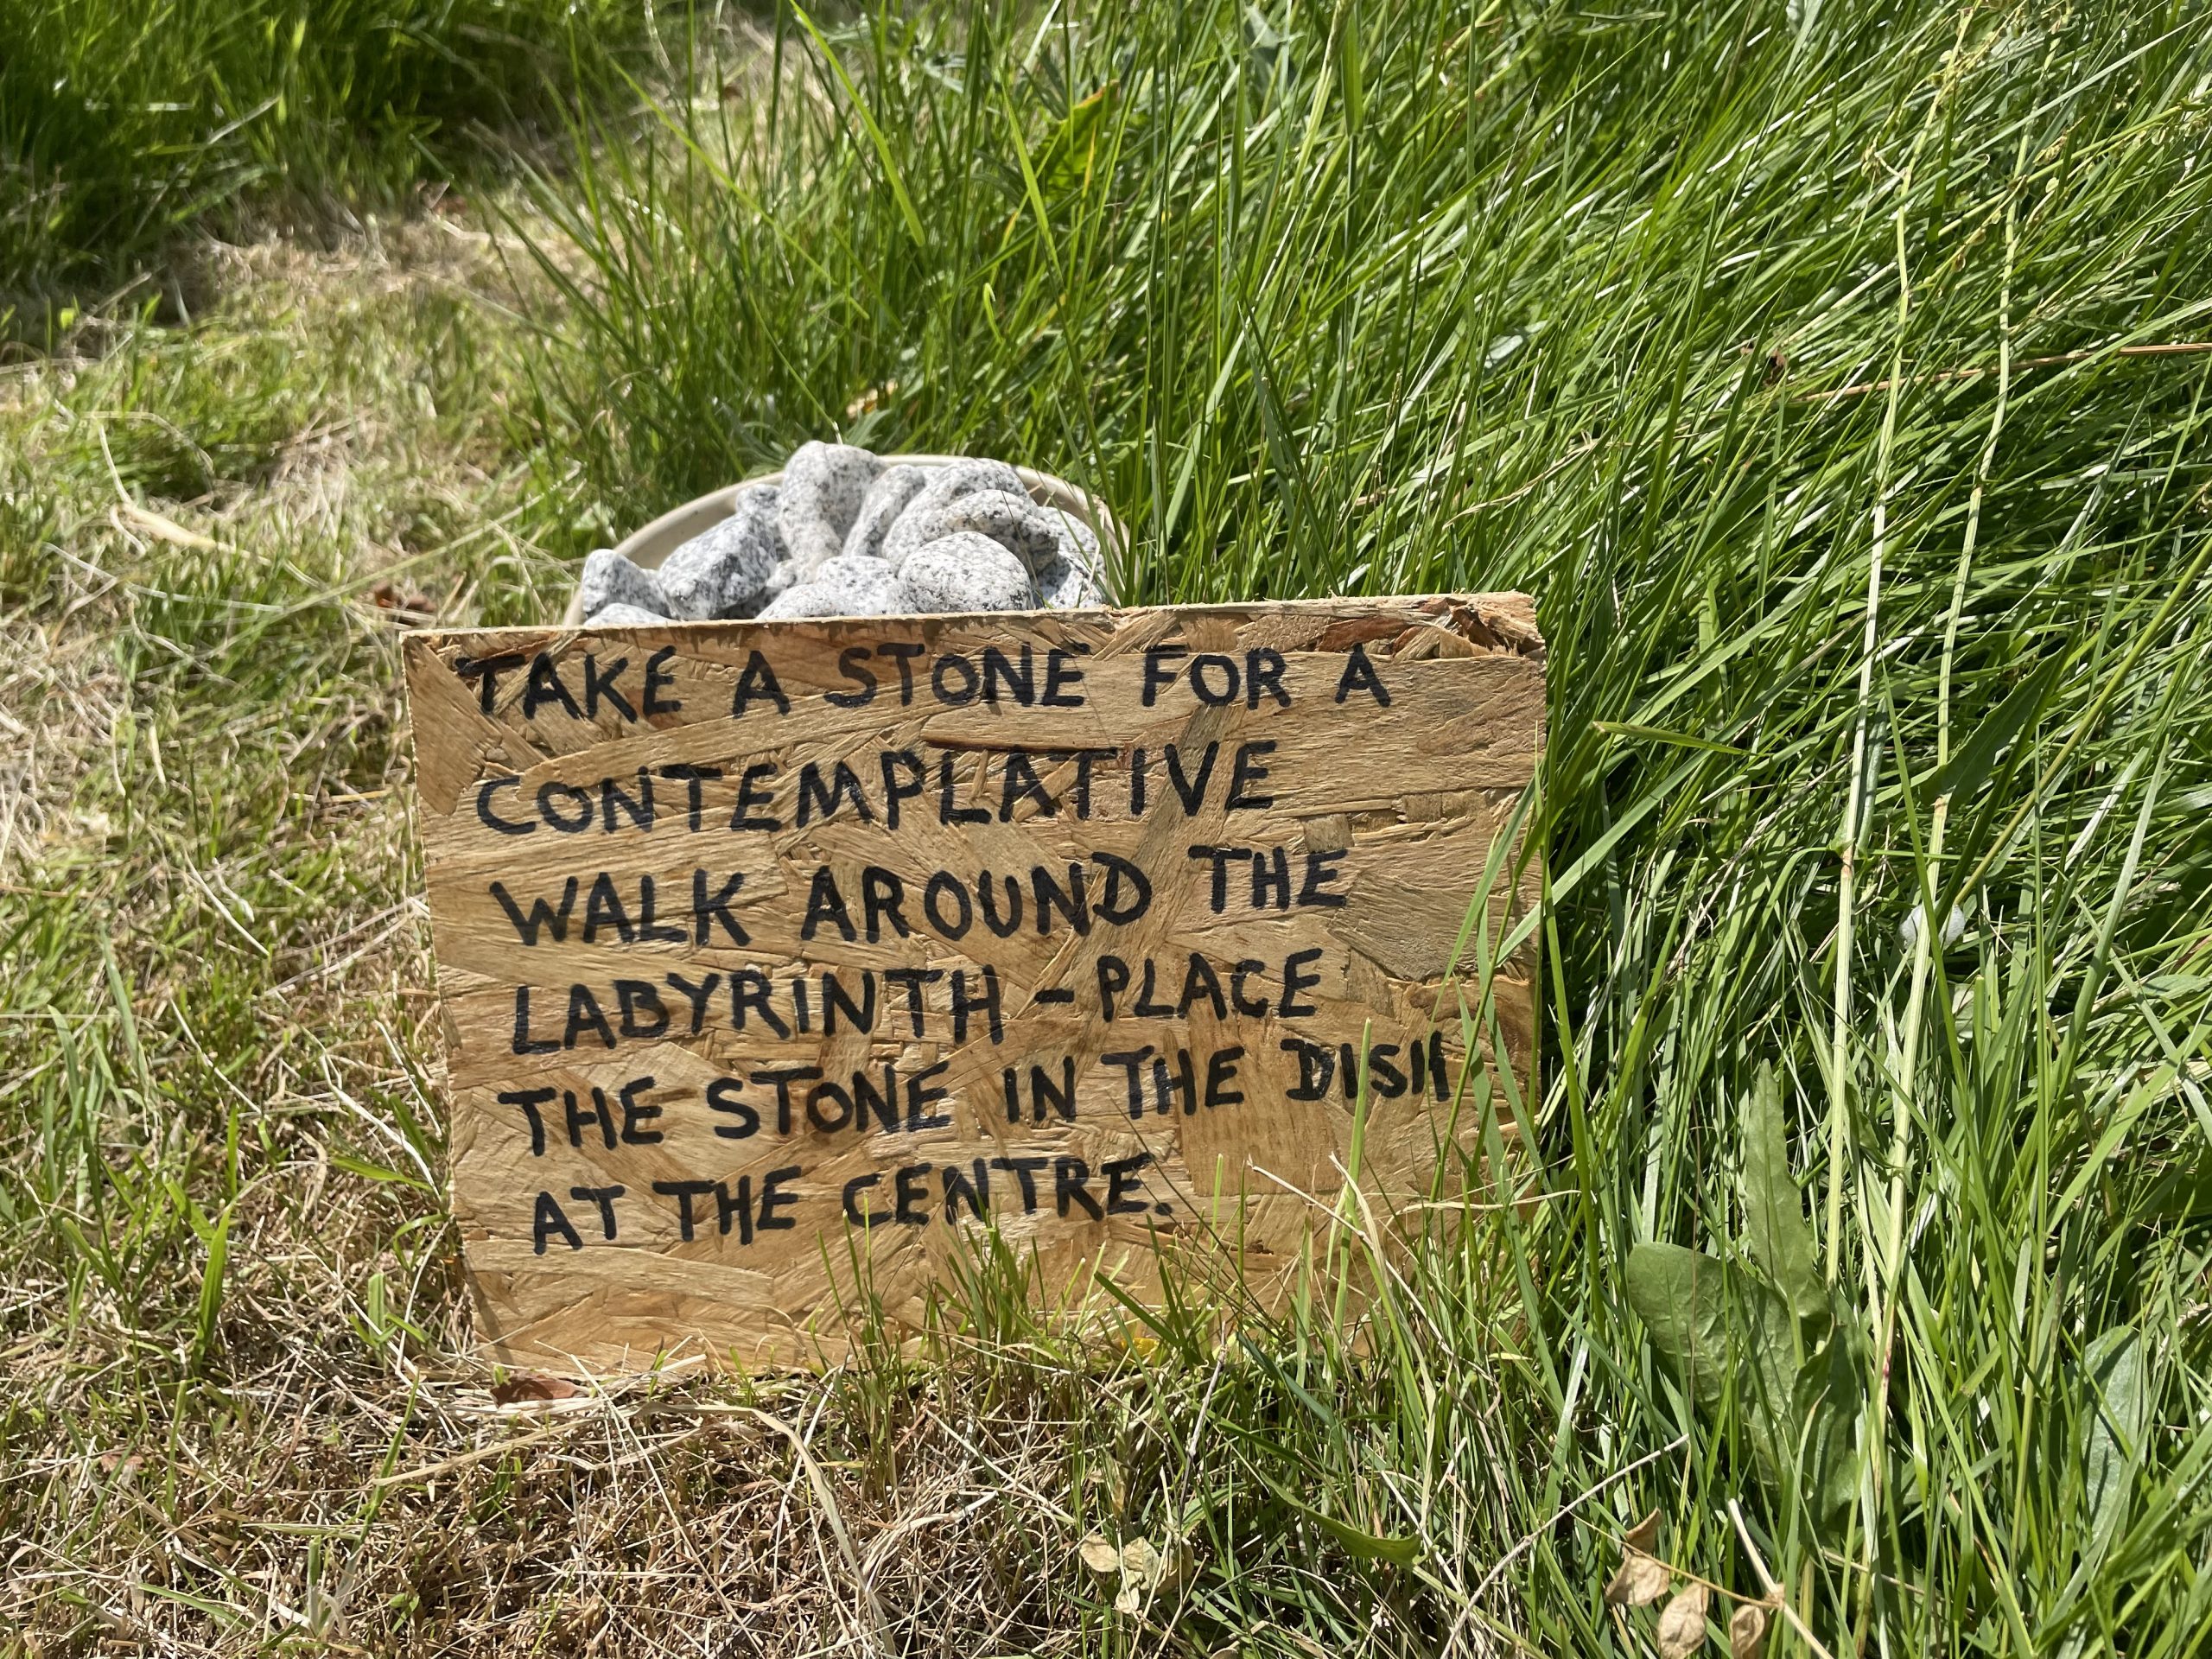 TAKE A STONE FOR A
CONTEMPLATIVE
WALK AROUND THE
LABYRINTH - PLACE
THE STONE IN THE DISH
AT THE CENTRE.